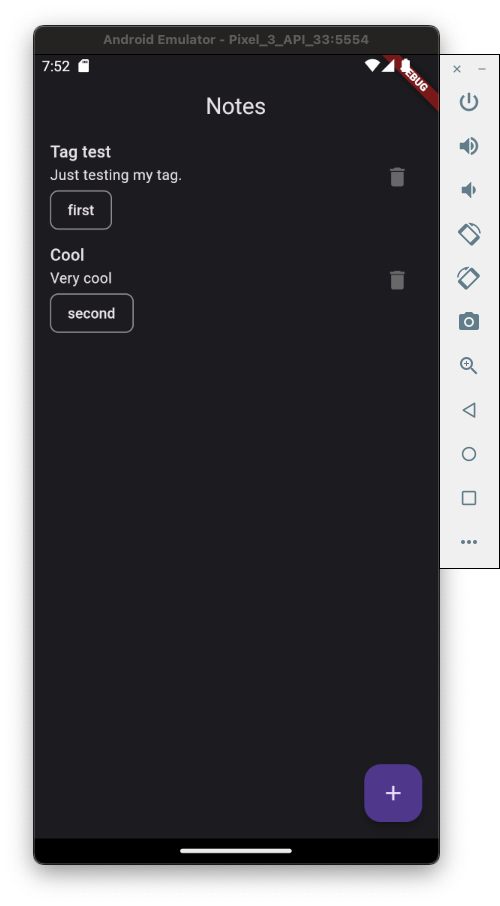 Android Emulator - Pixel_3_API_33:5554
7:52
DEBUG
Notes
Tag test
Just testing my tag.
first
Cool
Very cool
second